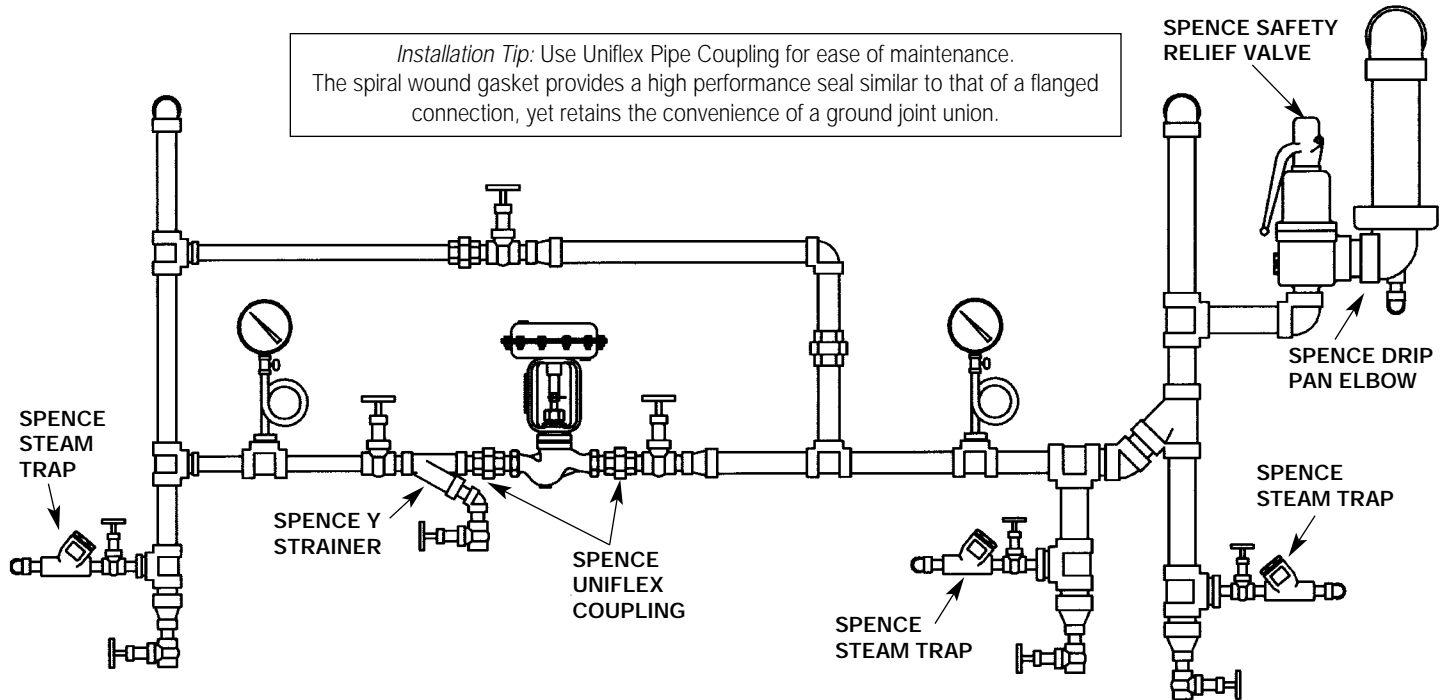 Installation Tip: Use Uniflex Pipe Coupling for ease of maintenance.
The spiral wound gasket provides a high performance seal similar to that of a flanged
connection, yet retains the convenience of a ground joint union.
SPENCE SAFETY
RELIEF VALVE
SPENCE DRIP
PAN ELBOW
SPENCE
STEAM
TRAP
SPENCE Y
STRAINER
SPENCE
UNIFLEX
COUPLING
SPENCE
STEAM TRAP
SPENCE
STEAM TRAP